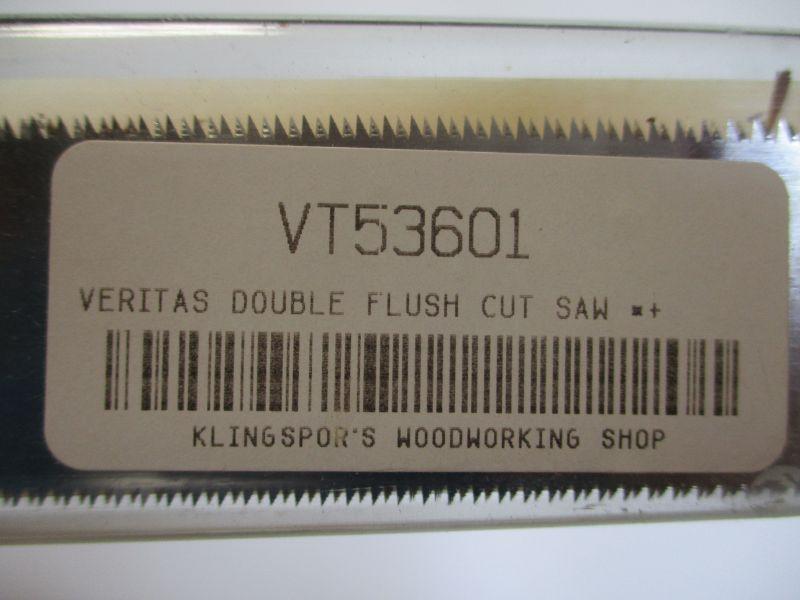 VT53601
VERITAS DOUBLE FLUSH CUT SAW *+
KLINGSPOR'S WOODWORKING SHOP